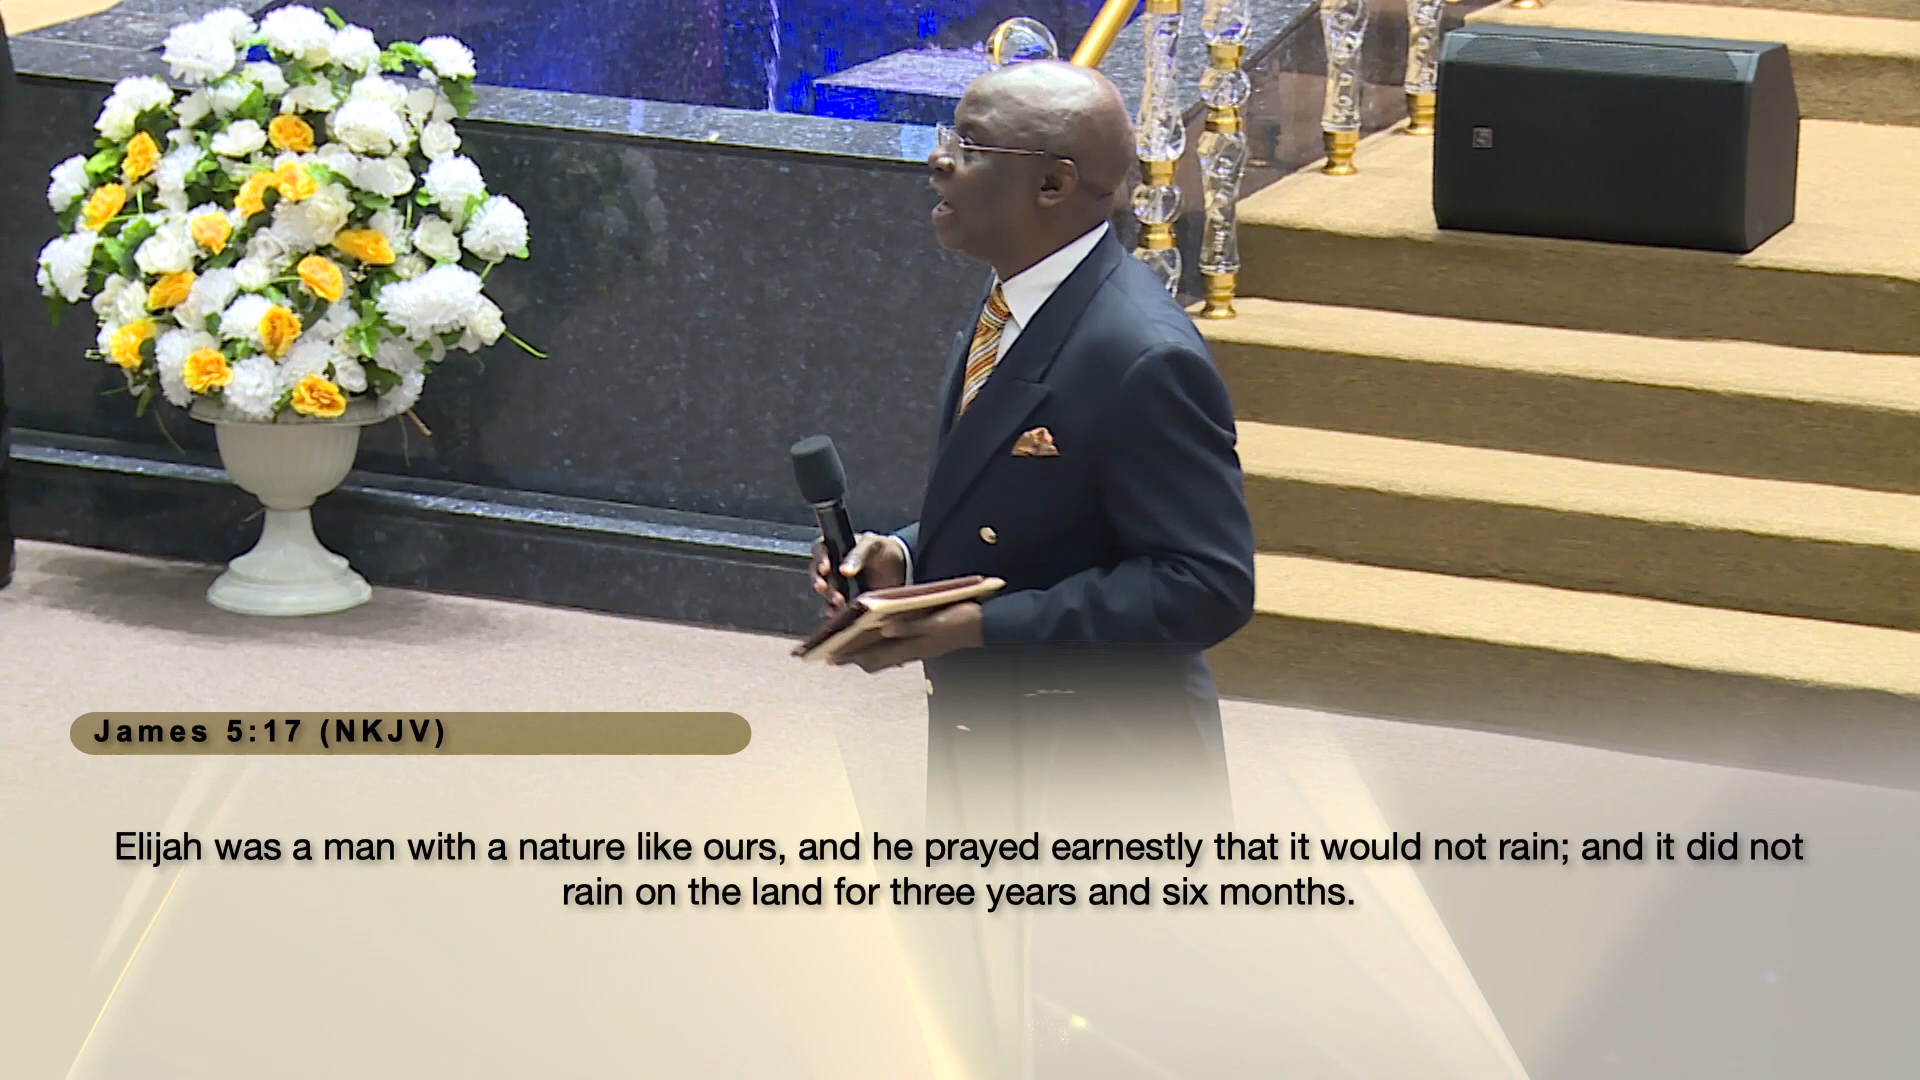 James 5:17 (NKJV)
Elijah was a man with a nature like ours, and he prayed earnestly that it would not rain; and it did not
rain on the land for three years and six months.